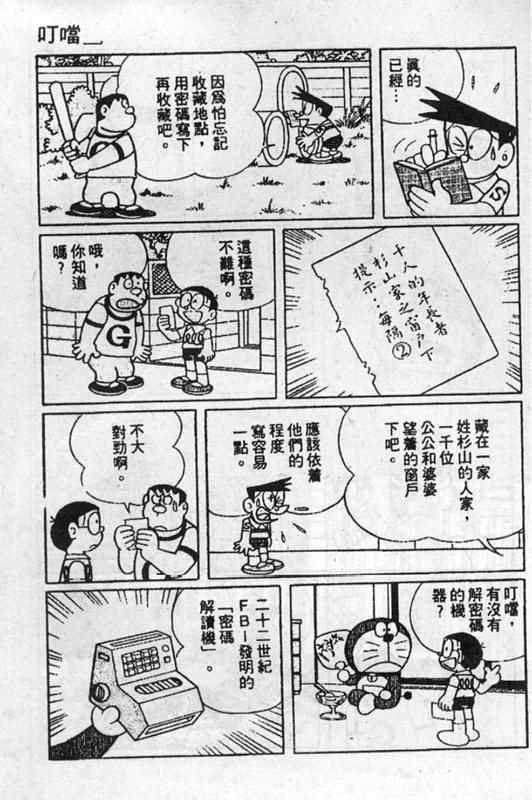 叮噹
真的
已經…
因為怕忘記
收藏地點，
用密碼寫下
再收藏吧。
S
十人的年長者
杉山家之窗戶下
提示：每隔②
這種密碼
不難啊。
哦，
你知道
嗎？
G
藏在一家
姓杉山的人家，
一千位
公公和婆婆
望着的窗戶
下吧。
應該依着
他們的
程度
寫容易
一點。
不大
對勁啊。
叮噹，
有沒有
解密碼
的機
器？
二十二世紀
FBI發明的
「密碼
解讀機」。